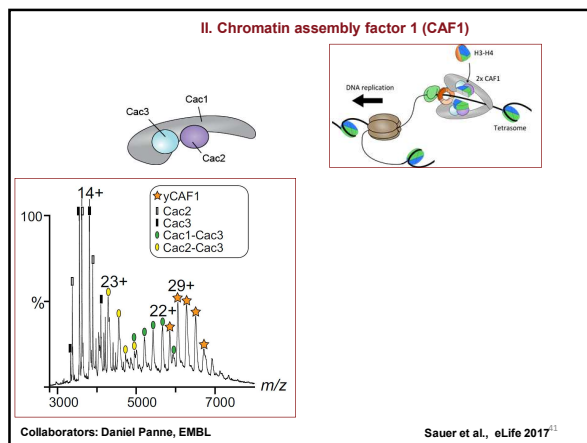 II. Chromatin assembly factor 1 (CAF1)
H3-H4
2x CAF1
DNA replication
Tetrasome
Cac1
Cac3
Cac2
14+
yCAF1
Cac2
Cac3
Cac1-Cac3
Cac2-Cac3
100
23+
29+
22+
%
m/z
3000
5000
7000
Collaborators: Daniel Panne, EMBL
Sauer et al., eLife 2017
41